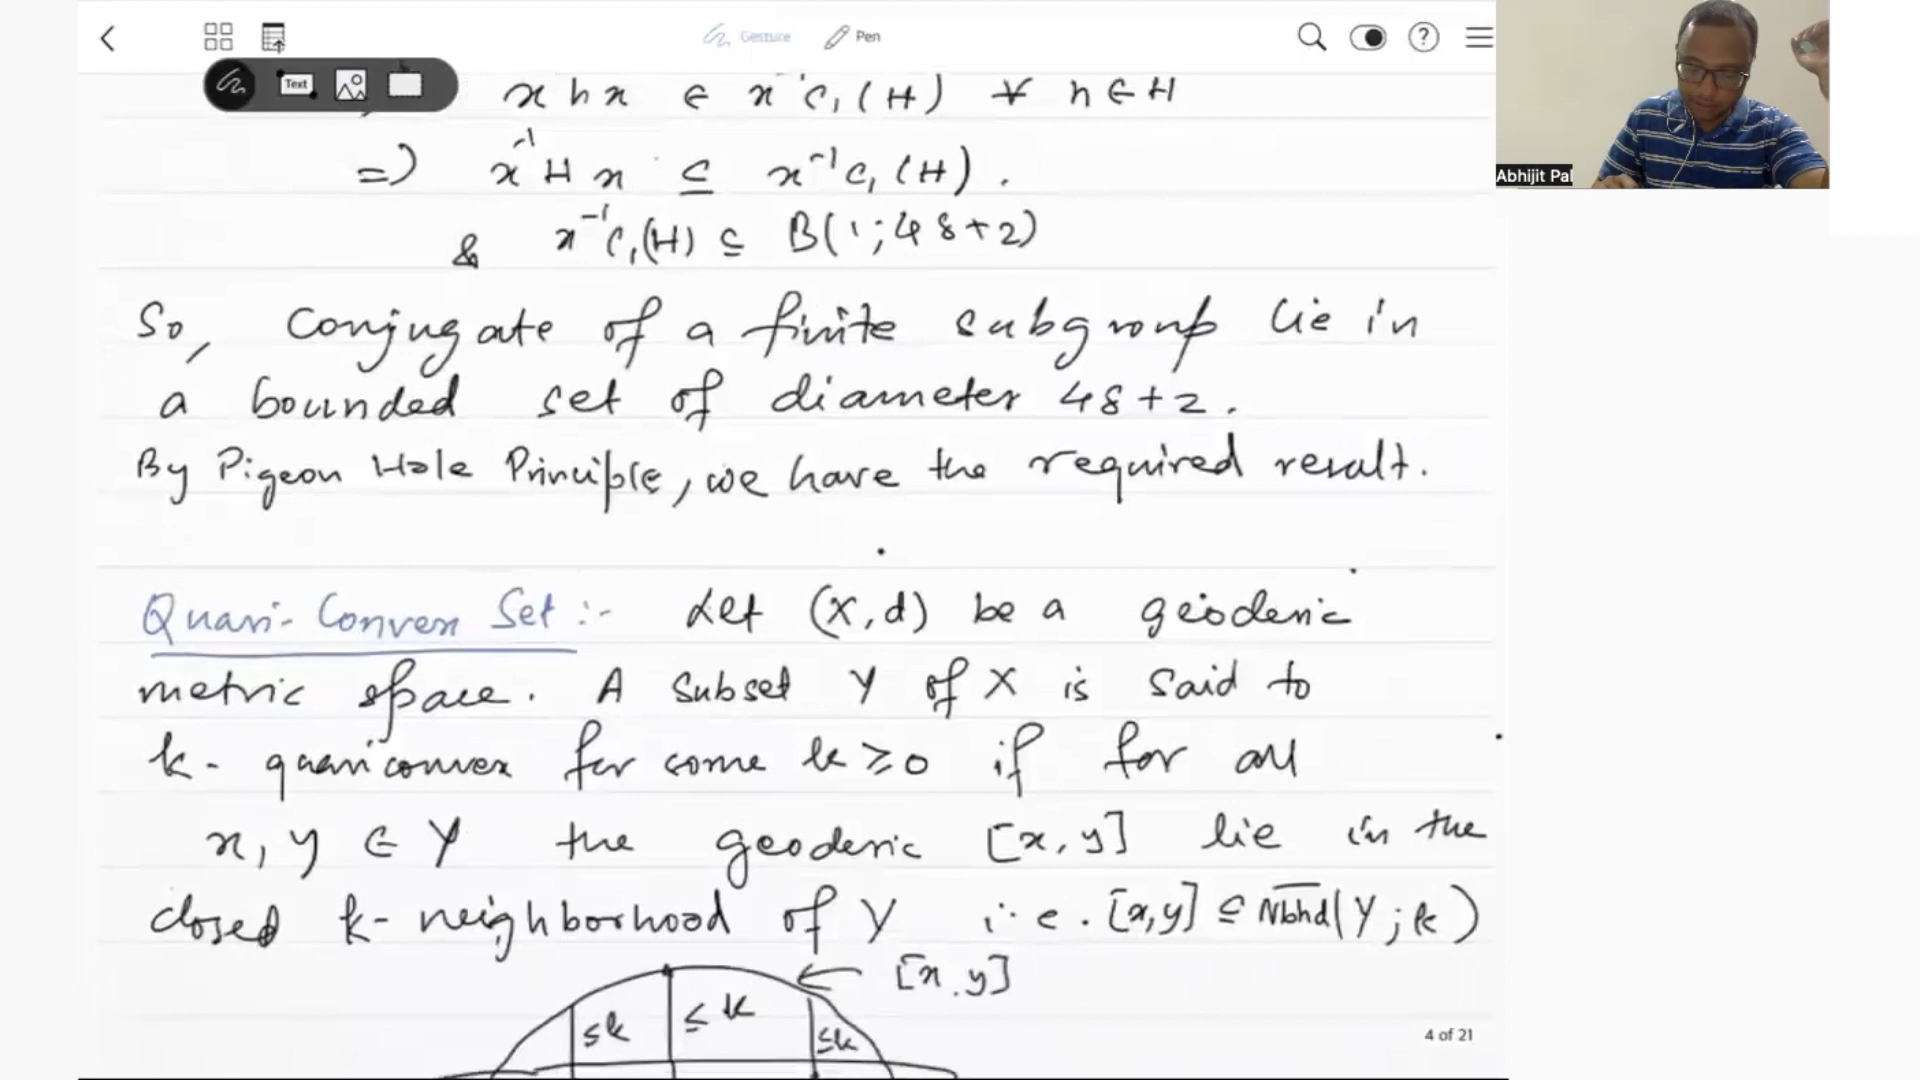 Gesture Pen
Text
x h x ∈ x⁻¹C₁(H) ∀ h∈H
=) x⁻¹Hx ⊆ x⁻¹C₁(H).
& x⁻¹C₁(H) ⊆ B(1;4δ+2)
So, Conjugate of a finite subgroup lie in
a bounded set of diameter 4δ+2.
By Pigeon Hole Principle, we have the required result.
Quasi-Convex Set:- Let (X,d) be a geodesic
metric space. A subset Y of X is said to
k-quasiconvex for some k≥0 if for all
x,y ∈ Y the geodesic [x,y] lie in the
closed k-neighborhood of Y i.e. [x,y] ⊆ Nbhd(Y;k)
[x,y]
≤k ≤k ≤k
4 of 21
Abhijit Pal